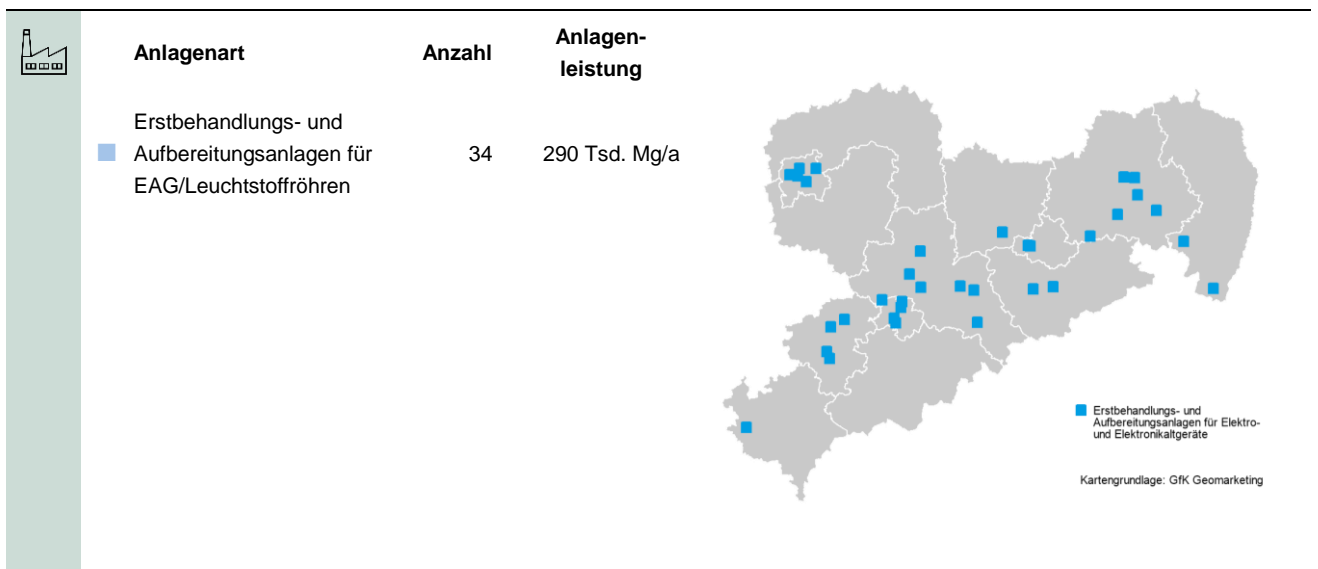 Anlagenart Anzahl Anlagen-
leistung
Erstbehandlungs- und
Aufbereitungsanlagen für 34 290 Tsd. Mg/a
EAG/Leuchtstoffröhren
Erstbehandlungs- und
Aufbereitungsanlagen für Elektro-
und Elektronikaltgeräte
Kartengrundlage: GfK Geomarketing